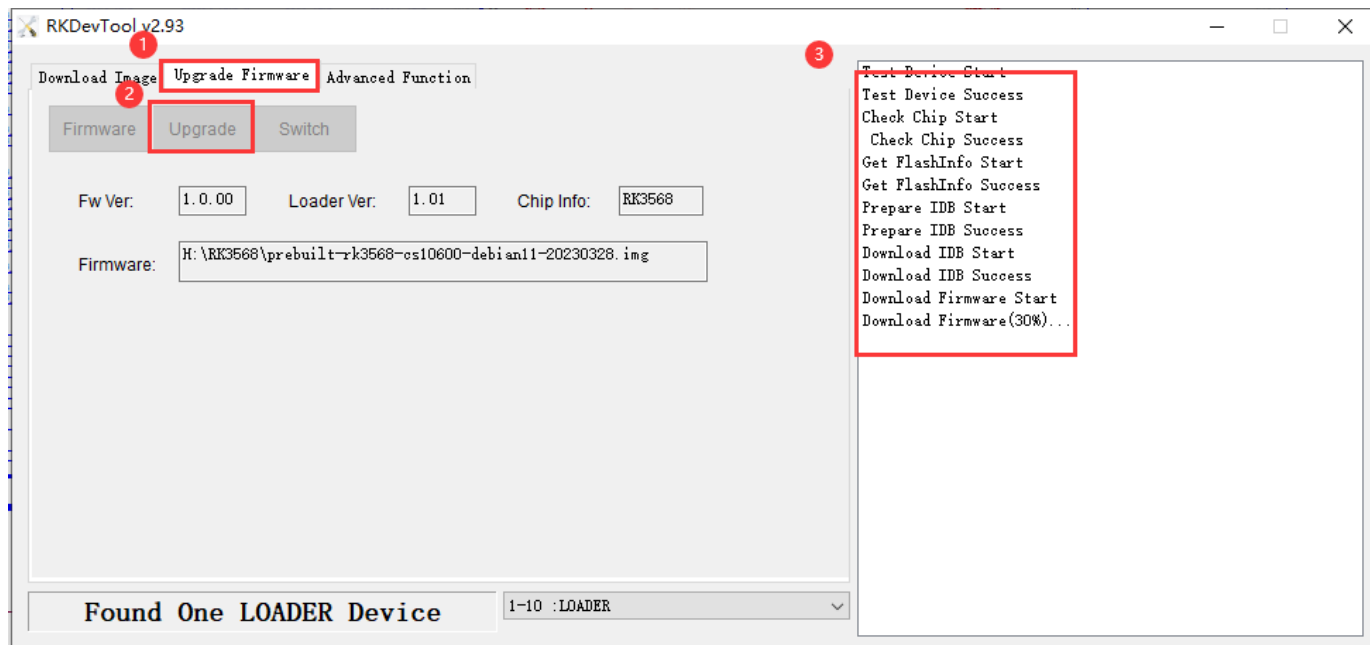 RKDevTool v2.93
1
3
Download Image Upgrade Firmware Advanced Function
2
Firmware Upgrade Switch
Fw Ver: 1.0.00 Loader Ver: 1.01 Chip Info: RK3568
Firmware: H:\RK3568\prebuilt-rk3568-cs10600-debian11-20230328.img
Found One LOADER Device
1-10 :LOADER
Test Device Start
Test Device Success
Check Chip Start
Check Chip Success
Get FlashInfo Start
Get FlashInfo Success
Prepare IDB Start
Prepare IDB Success
Download IDB Start
Download IDB Success
Download Firmware Start
Download Firmware(30%)...